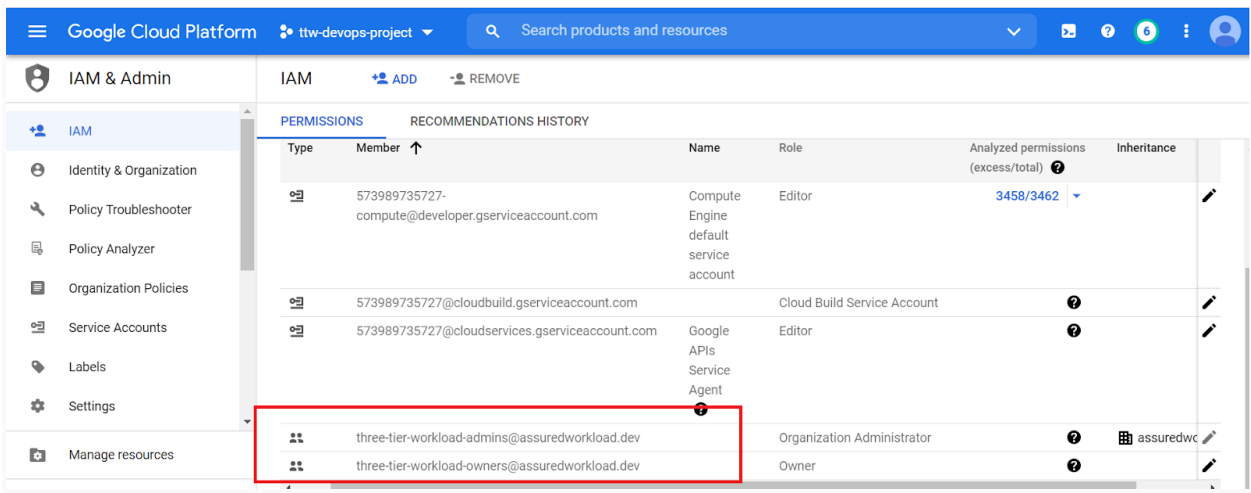 Google Cloud Platform ttw-devops-project Search products and resources 6
IAM & Admin IAM ADD REMOVE
PERMISSIONS RECOMMENDATIONS HISTORY
IAM
Identity & Organization
Policy Troubleshooter
Policy Analyzer
Organization Policies
Service Accounts
Labels
Settings
Manage resources
Type Member Name Role Analyzed permissions Inheritance
(excess/total)
573989735727- Compute Editor 3458/3462
compute@developer.gserviceaccount.com Engine
default
service
account
573989735727@cloudbuild.gserviceaccount.com Cloud Build Service Account
573989735727@cloudservices.gserviceaccount.com Google Editor
APIs
Service
Agent
three-tier-workload-admins@assuredworkload.dev Organization Administrator assuredwo
three-tier-workload-owners@assuredworkload.dev Owner